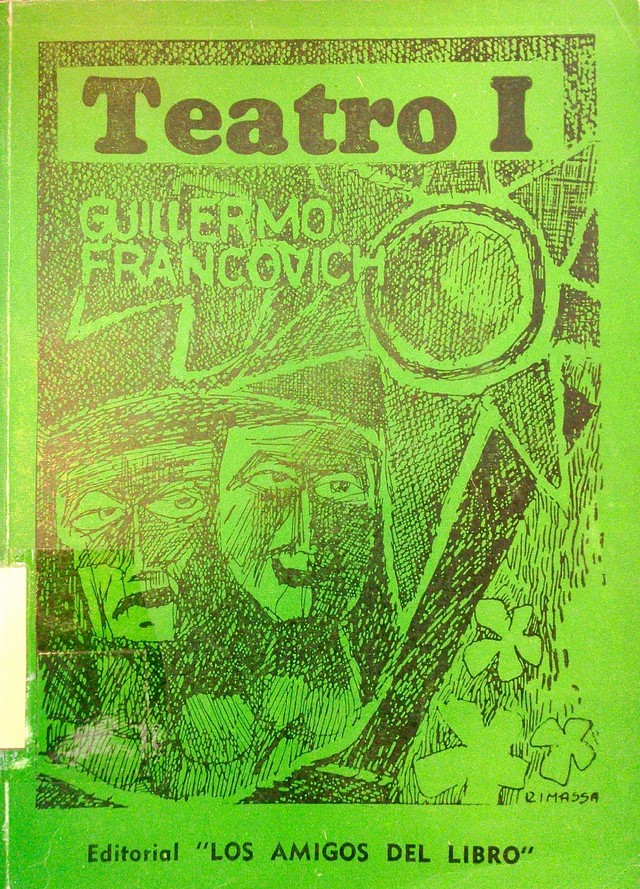 Teatro I
GUILLERMO
FRANCOVICH
RIMASSA
Editorial "LOS AMIGOS DEL LIBRO"